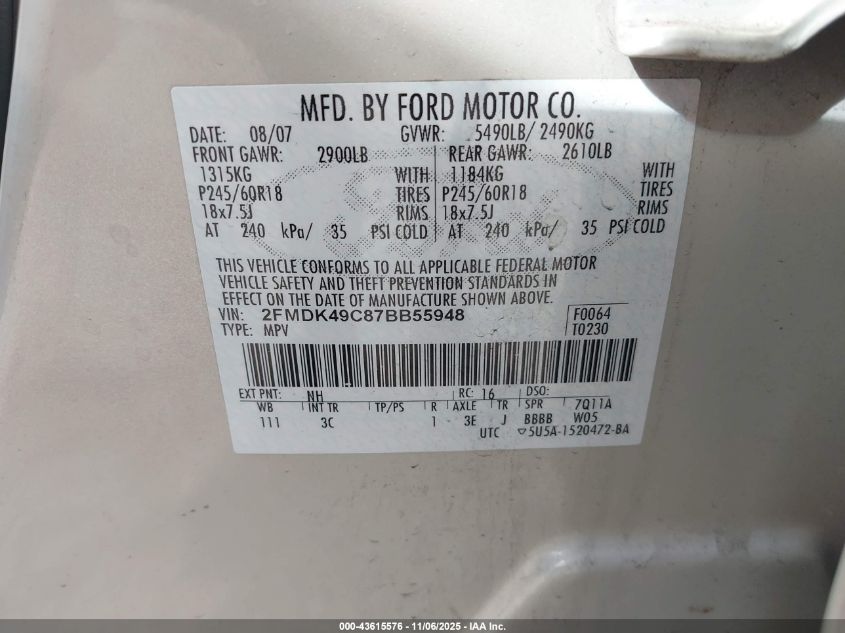 MFD. BY FORD MOTOR CO.
DATE: 08/07 GVWR: 5490LB/ 2490KG
FRONT GAWR: 2900LB REAR GAWR: 2610LB
1315KG WITH 1184KG WITH
P245/60R18 TIRES P245/60R18 TIRES
18x7.5J RIMS 18x7.5J RIMS
AT 240 kPa/ 35 PSI COLD AT 240 kPa/ 35 PSI COLD
THIS VEHICLE CONFORMS TO ALL APPLICABLE FEDERAL MOTOR
VEHICLE SAFETY AND THEFT PREVENTION STANDARDS IN
EFFECT ON THE DATE OF MANUFACTURE SHOWN ABOVE.
VIN: 2FMDK49C87BB55948 F0064
TYPE: MPV T0230
EXT PNT: NH RC: 16 DSO:
WB INT TR TP/PS R AXLE TR SPR 7Q11A
111 3C 1 3E J BBBB W05
UTC ▽5U5A-1520472-BA
000-43615576 - 11/06/2025 - IAA Inc.